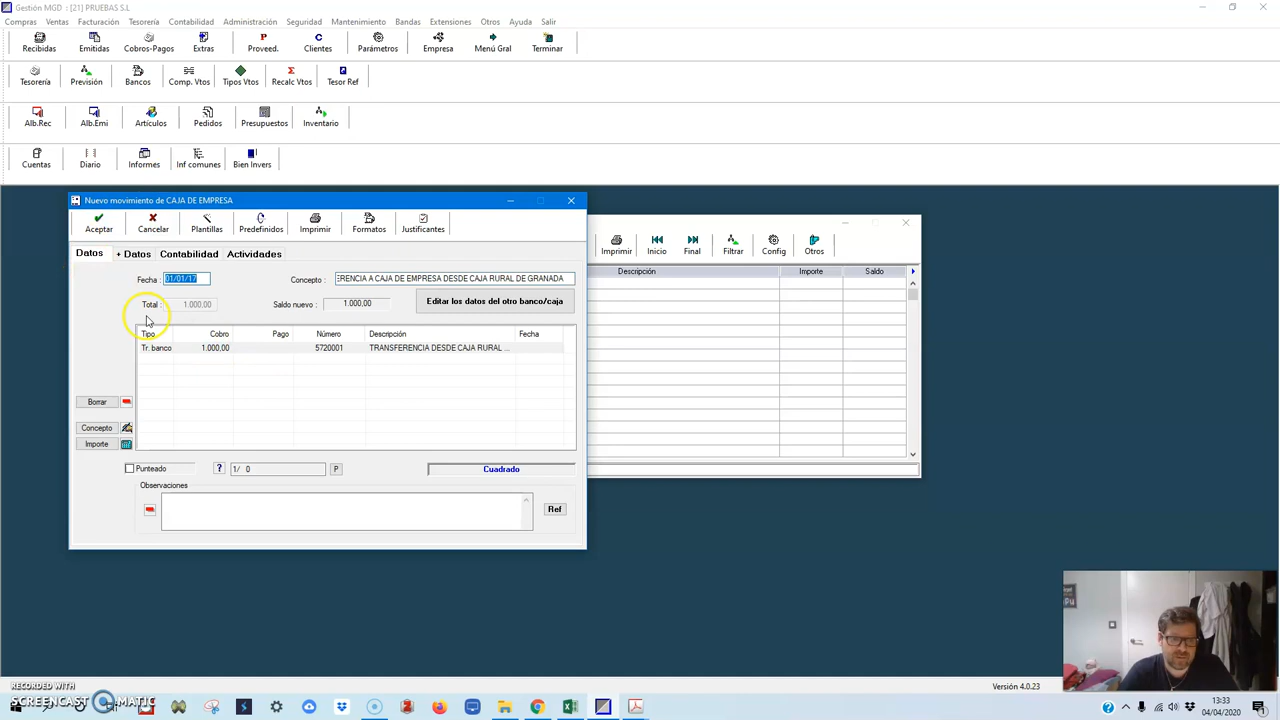 Gestión MGD : [21] PRUEBAS S.L
Compras Ventas Facturación Tesorería Contabilidad Administración Seguridad Mantenimiento Bandas Extensiones Otros Ayuda Salir
Recibidas Emitidas Cobros-Pagos Extras Proveed. Clientes Parámetros Empresa Menú Gral Terminar
Tesorería Previsión Bancos Comp. Vtos Tipos Vtos Recalc Vtos Tesor Ref
Alb.Rec Alb.Emi Artículos Pedidos Presupuestos Inventario
Cuentas Diario Informes Inf comunes Bien Invers
Nuevo movimiento de CAJA DE EMPRESA
Aceptar Cancelar Plantillas Predefinidos Imprimir Formatos Justificantes
Imprimir Inicio Final Filtrar Config Otros
Datos + Datos Contabilidad Actividades
Descripción Importe Saldo
Fecha : 01/01/17 Concepto : ERENCIA A CAJA DE EMPRESA DESDE CAJA RURAL DE GRANADA
Total : 1.000,00 Saldo nuevo : 1.000,00 Editar los datos del otro banco/caja
Tipo Cobro Pago Número Descripción Fecha
Tr. banco 1.000,00 5720001 TRANSFERENCIA DESDE CAJA RURAL ...
Borrar
Concepto
Importe
Punteado ? 1/ 0 P Cuadrado
Observaciones
Ref
Versión 4.0.23
RECORDED WITH
SCREENCAST MATIC
13:33
04/04/2020